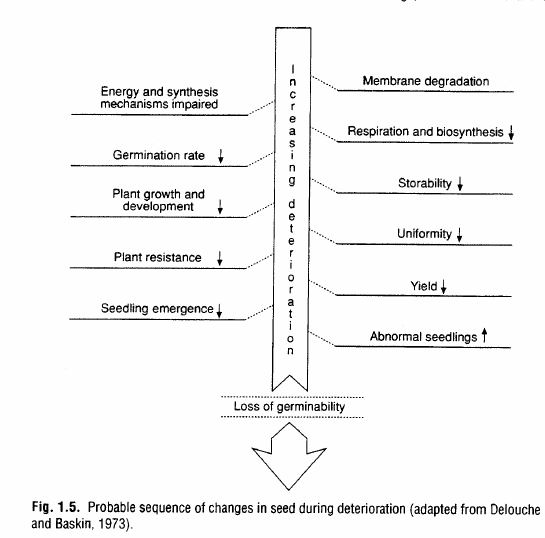 Increasing deterioration
Membrane degradation
Energy and synthesis
mechanisms impaired
Respiration and biosynthesis ↓
Germination rate ↓
Storability ↓
Plant growth and
development ↓
Uniformity ↓
Plant resistance ↓
Yield ↓
Seedling emergence ↓
Abnormal seedlings ↑
Loss of germinability
Fig. 1.5. Probable sequence of changes in seed during deterioration (adapted from Delouche
and Baskin, 1973).